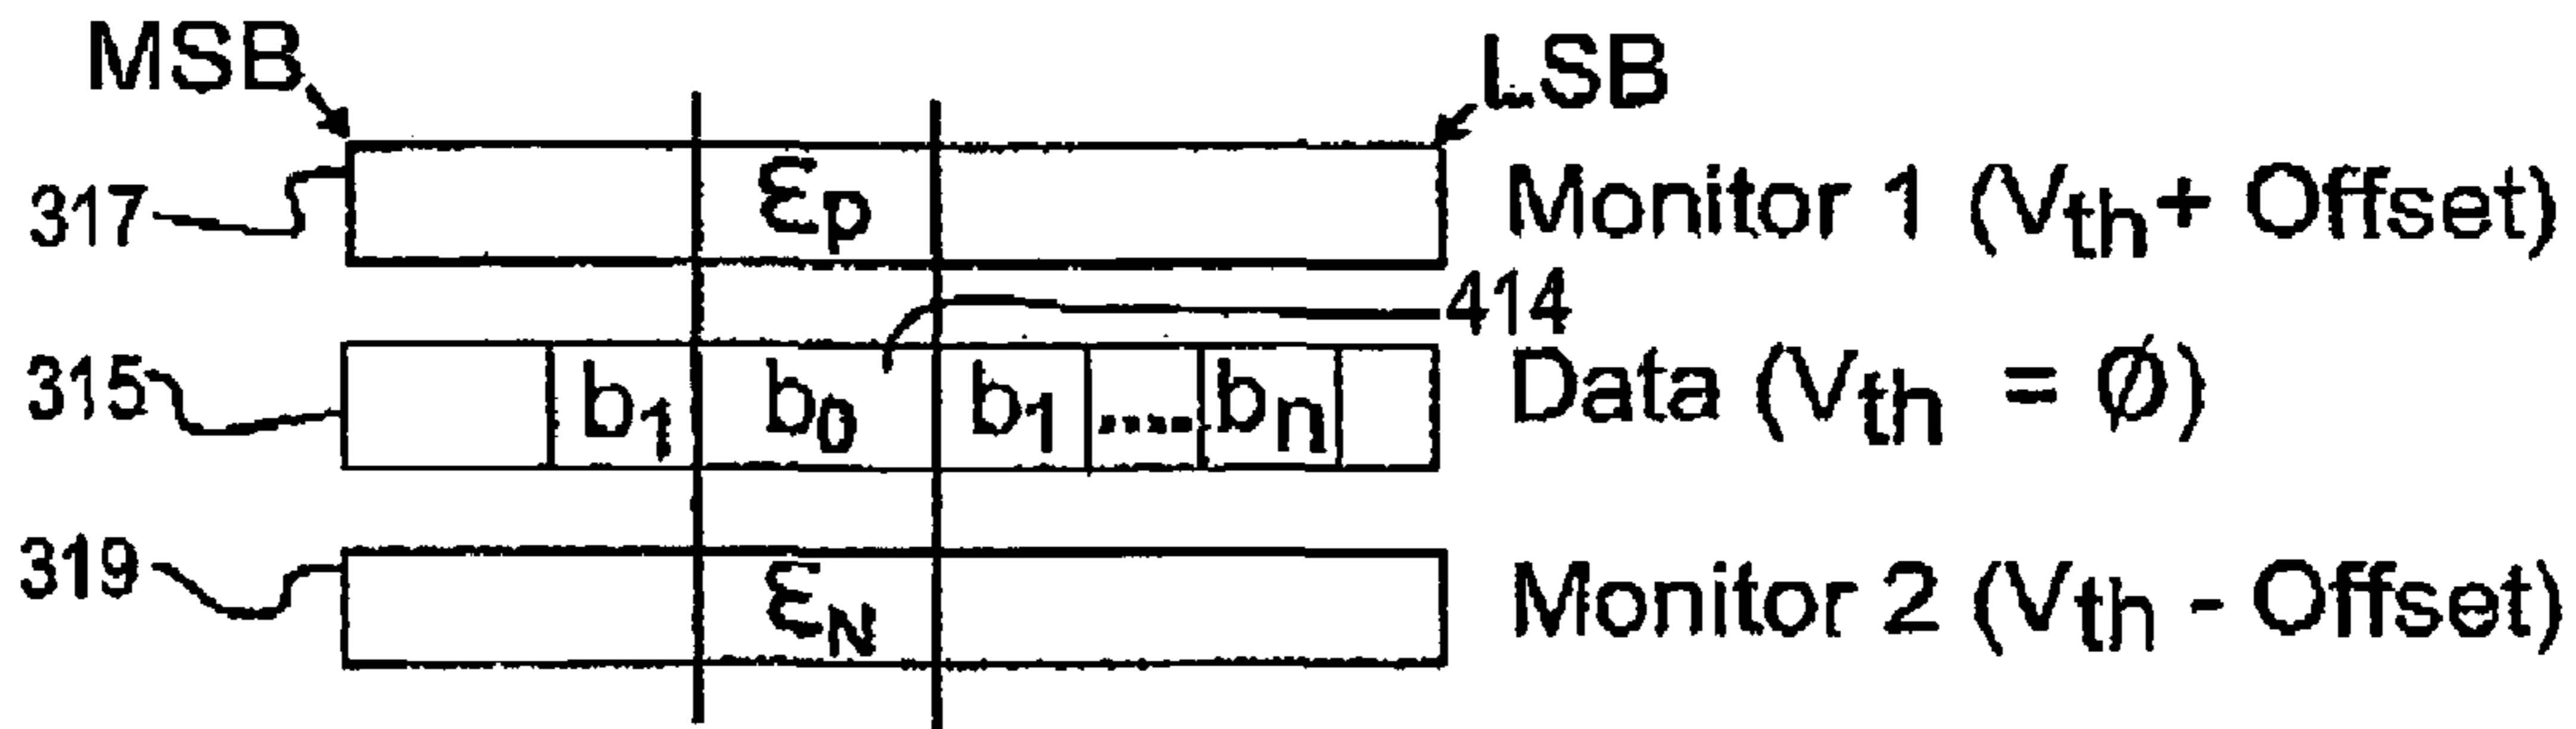 MSB LSB
317 εP Monitor 1 (Vth + Offset)
414
315 b1 b0 b1 .... bn Data (Vth = Ø)
319 εN Monitor 2 (Vth - Offset)